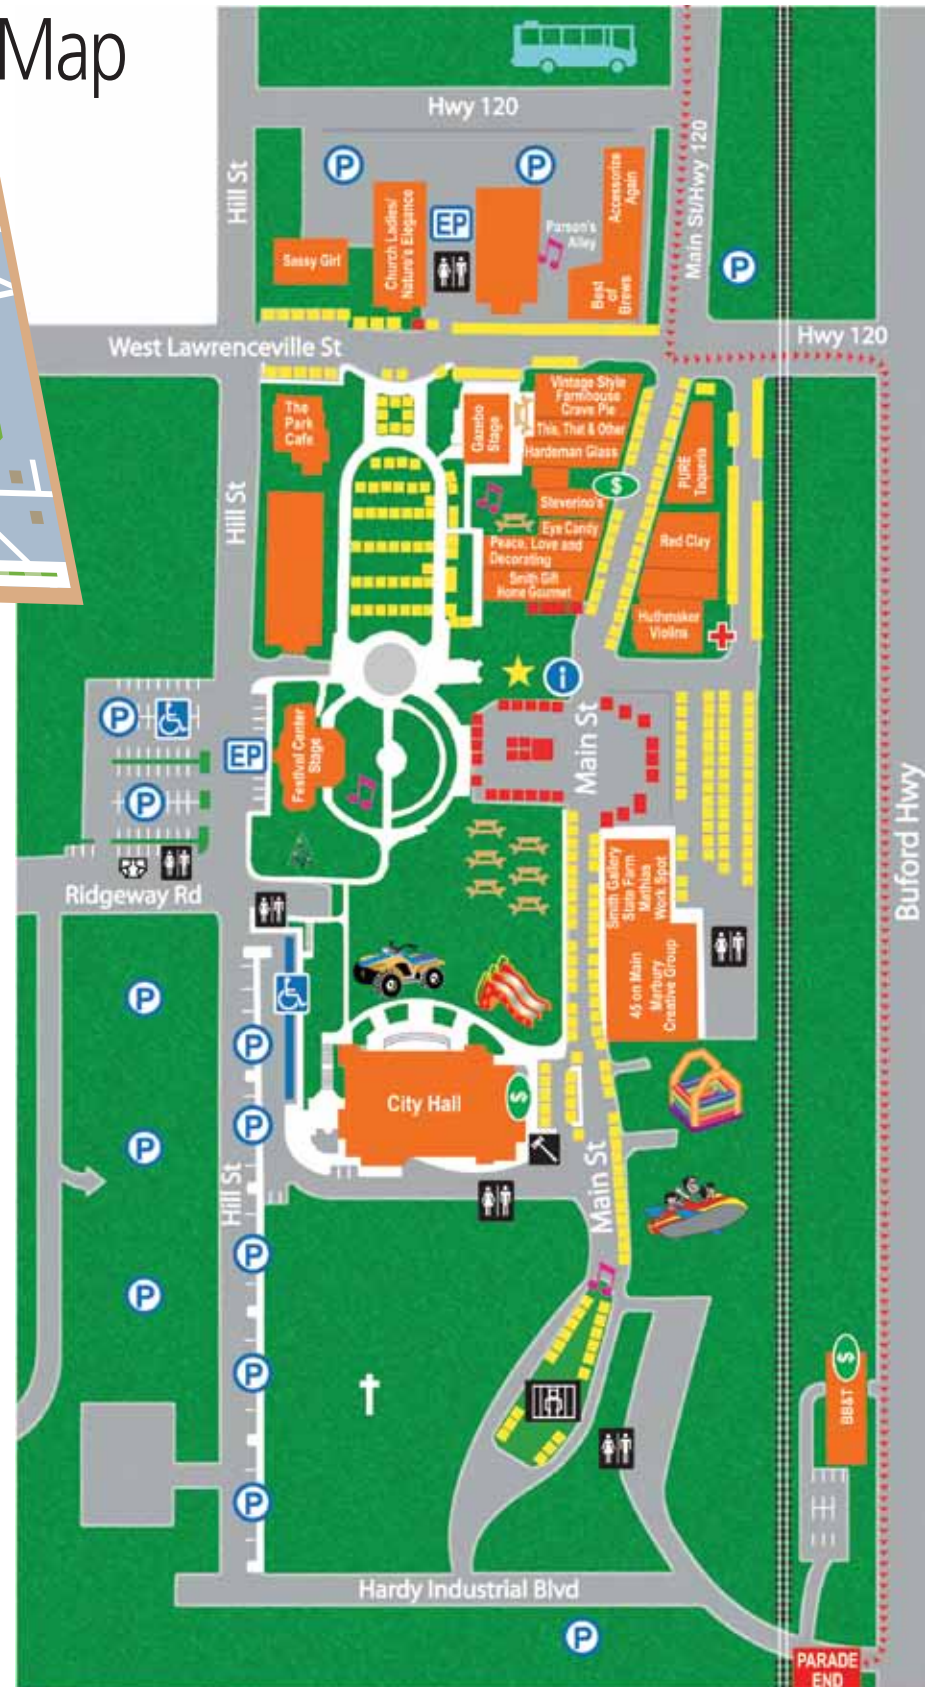 Map
Hwy 120
Hill St
Main St/Hwy 120
P
P
P
EP
Accessorize
Again
Parson's
Alley
Best
of
Brews
Church Ladies/
Nature's Elegance
Sassy Girl
West Lawrenceville St
Hwy 120
The
Park
Cafe
Gazebo
Stage
Vintage Style
Farmhouse
Crave Pie
This, That & Other
Hardeman Glass
$
Steverino's
Eye Candy
Peace, Love and
Decorating
Smith Gift
Home Gourmet
PURE
Taqueria
Red Clay
Huthmaker
Violins
Hill St
i
Main St
P
P
EP
Festival Center
Stage
Buford Hwy
Ridgeway Rd
Smith Gallery
State Farm
Mathias
Work Spot
45 on Main
Marbury
Creative Group
P
P
P
P
P
P
P
P
City Hall
$
Hill St
Main St
$
BB&T
Hardy Industrial Blvd
P
PARADE
END